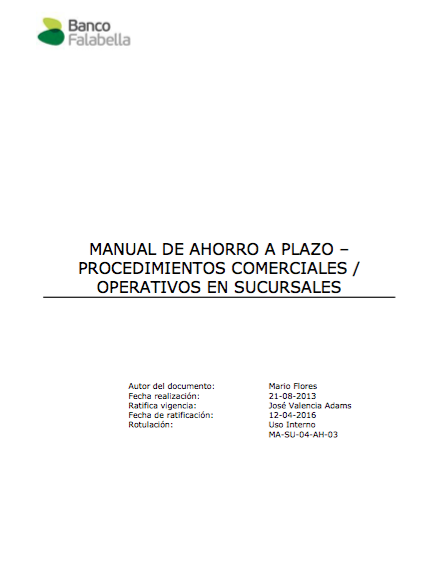 Banco
Falabella
MANUAL DE AHORRO A PLAZO –
PROCEDIMIENTOS COMERCIALES /
OPERATIVOS EN SUCURSALES
Autor del documento: Mario Flores
Fecha realización: 21-08-2013
Ratifica vigencia: José Valencia Adams
Fecha de ratificación: 12-04-2016
Rotulación: Uso Interno
MA-SU-04-AH-03